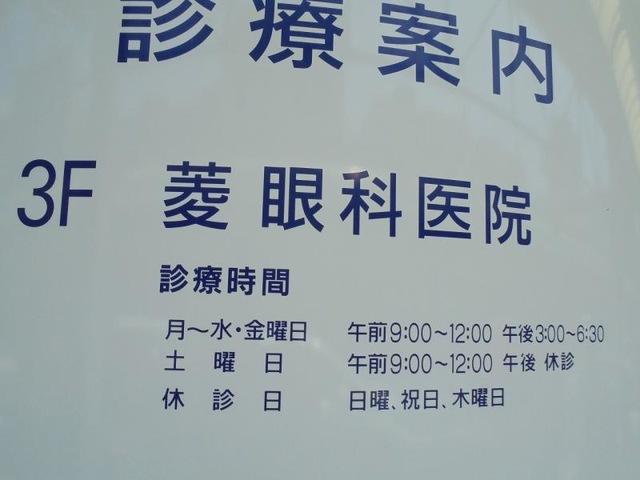 診療案内
3F 菱眼科医院
診療時間
月～水・金曜日 午前9:00～12:00 午後3:00～6:30
土曜日 午前9:00～12:00 午後 休診
休診日 日曜、祝日、木曜日